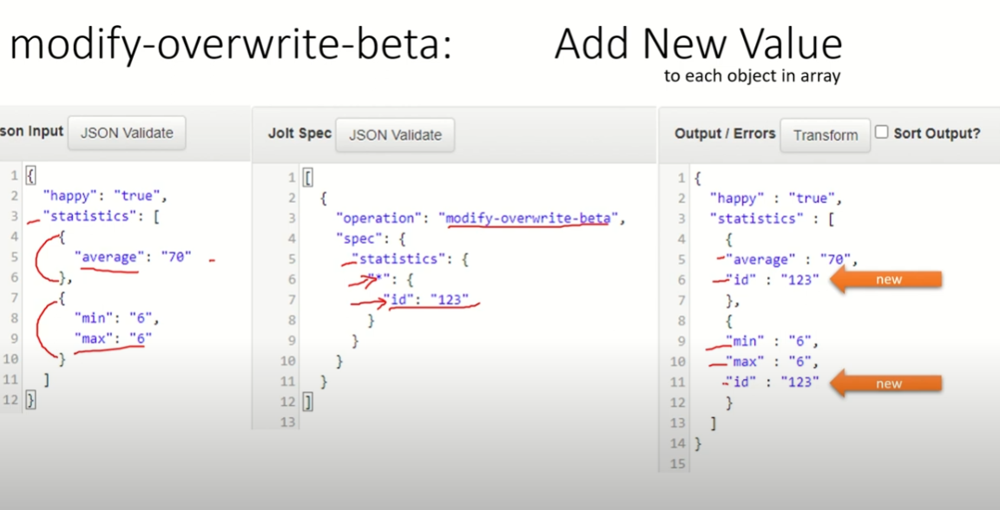 modify-overwrite-beta: Add New Value
to each object in array
son Input JSON Validate
1 {
2 "happy": "true",
3 "statistics": [
4 {
5 "average": "70"
6 },
7 {
8 "min": "6",
9 "max": "6"
10 }
11 ]
12 }
Jolt Spec JSON Validate
1 [
2 {
3 "operation": "modify-overwrite-beta",
4 "spec": {
5 "statistics": {
6 "*": {
7 "id": "123"
8 }
9 }
10 }
11 }
12 ]
13
Output / Errors Transform Sort Output?
1 {
2 "happy" : "true",
3 "statistics" : [
4 {
5 "average" : "70",
6 "id" : "123" new
7 },
8 {
9 "min" : "6",
10 "max" : "6",
11 "id" : "123" new
12 }
13 ]
14 }
15